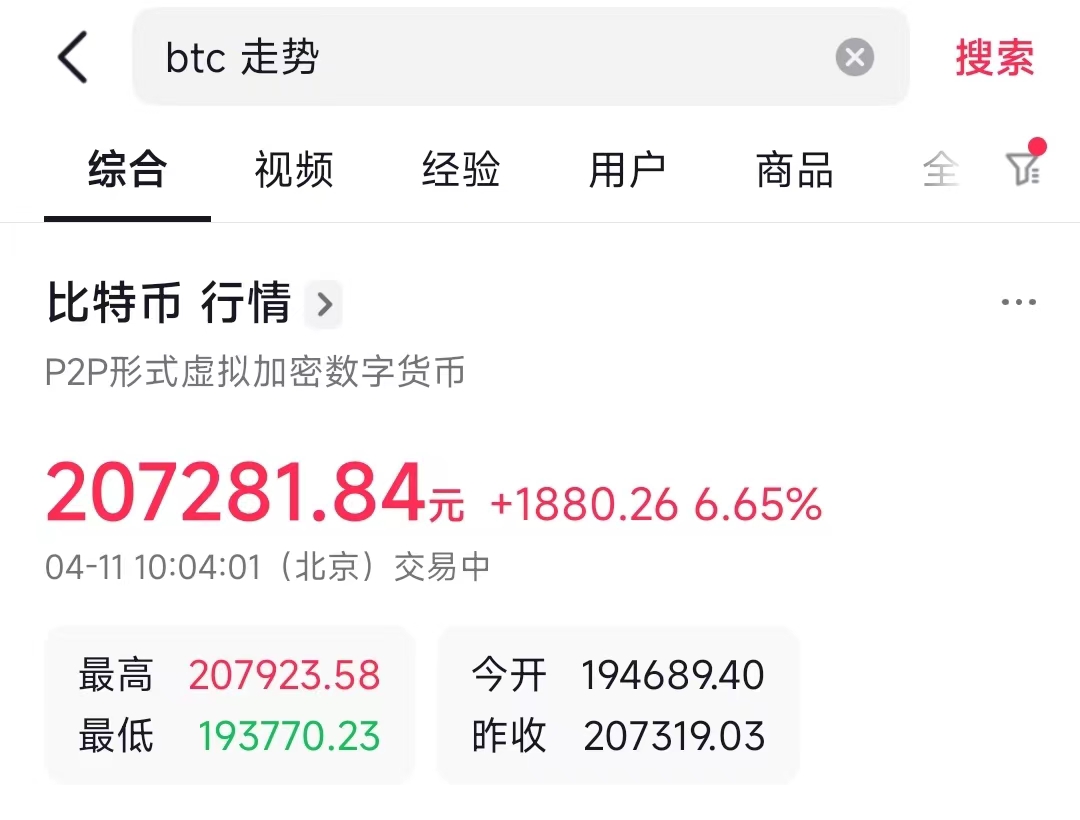 btc 走势 搜索
综合 视频 经验 用户 商品 全
比特币 行情
P2P形式虚拟加密数字货币
207281.84元 +1880.26 6.65%
04-11 10:04:01（北京）交易中
最高 207923.58 今开 194689.40
最低 193770.23 昨收 207319.03